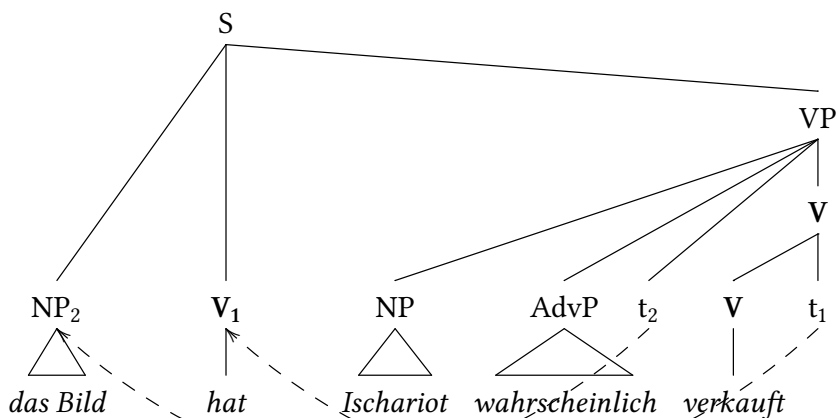 S
VP
V
NP₂ V₁ NP AdvP t₂ V t₁
das Bild hat Ischariot wahrscheinlich verkauft